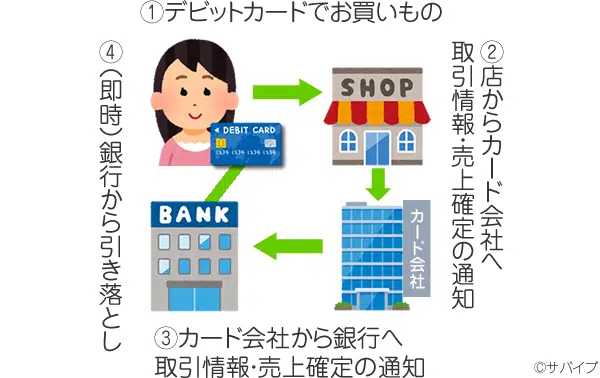 ①デビットカードでお買いもの
SHOP
②店からカード会社へ
取引情報・売上確定の通知
カード会社
③カード会社から銀行へ
取引情報・売上確定の通知
BANK
④(即時)銀行から引き落とし
DEBIT CARD
1234 1234 1234 1234
©サバイブ